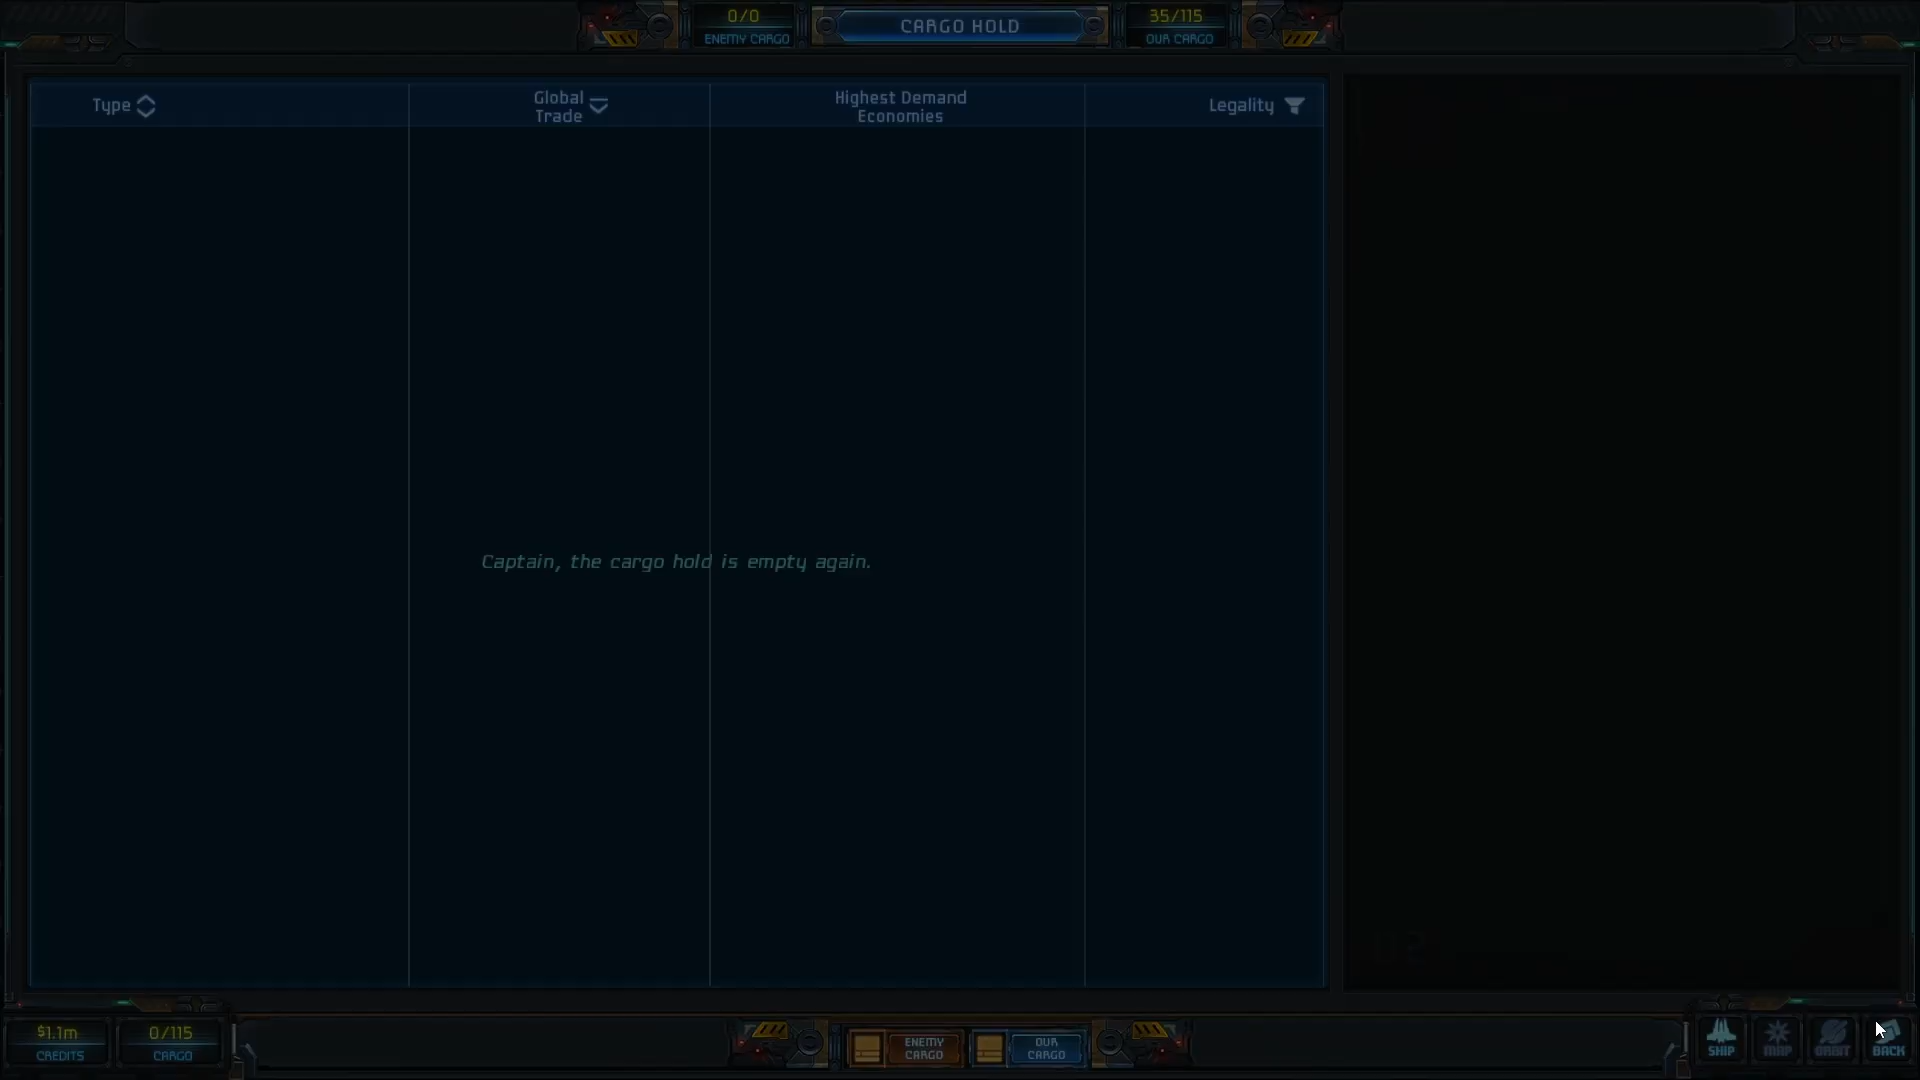 0/0
ENEMY CARGO
CARGO HOLD
35/115
OUR CARGO
Type
Global
Trade
Highest Demand
Economies
Legality
Captain, the cargo hold is empty again.
$1.1m
CREDITS
0/115
CARGO
ENEMY
CARGO
OUR
CARGO
SHIP
MAP
ORBIT
BACK